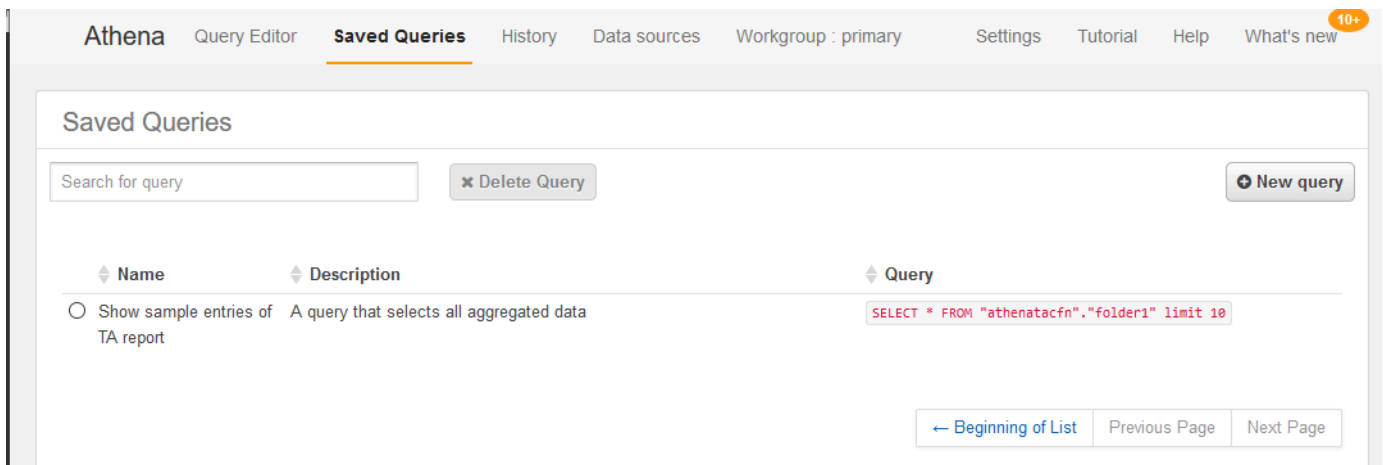 10+
Athena Query Editor Saved Queries History Data sources Workgroup : primary Settings Tutorial Help What's new
Saved Queries
Search for query ✖ Delete Query New query
Name Description Query
Show sample entries of A query that selects all aggregated data SELECT * FROM "athenatacfn"."folder1" limit 10
TA report
← Beginning of List Previous Page Next Page